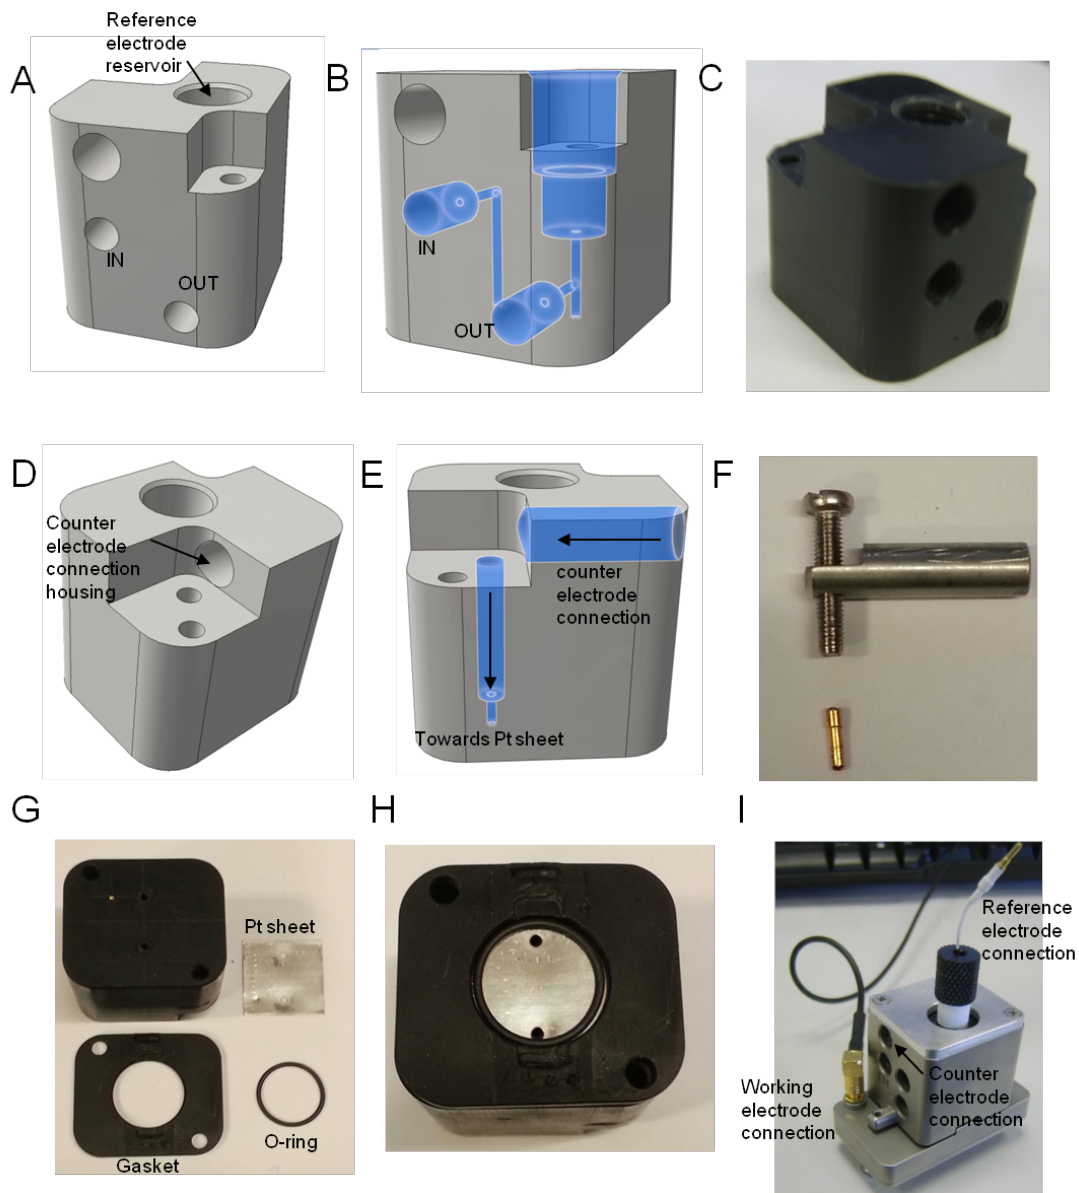 Reference
electrode
reservoir
A
IN
OUT
B
IN
OUT
C
D
Counter
electrode
connection
housing
E
counter
electrode
connection
Towards Pt sheet
F
G
Pt sheet
Gasket
O-ring
H
I
Reference
electrode
connection
Working
electrode
connection
Counter
electrode
connection